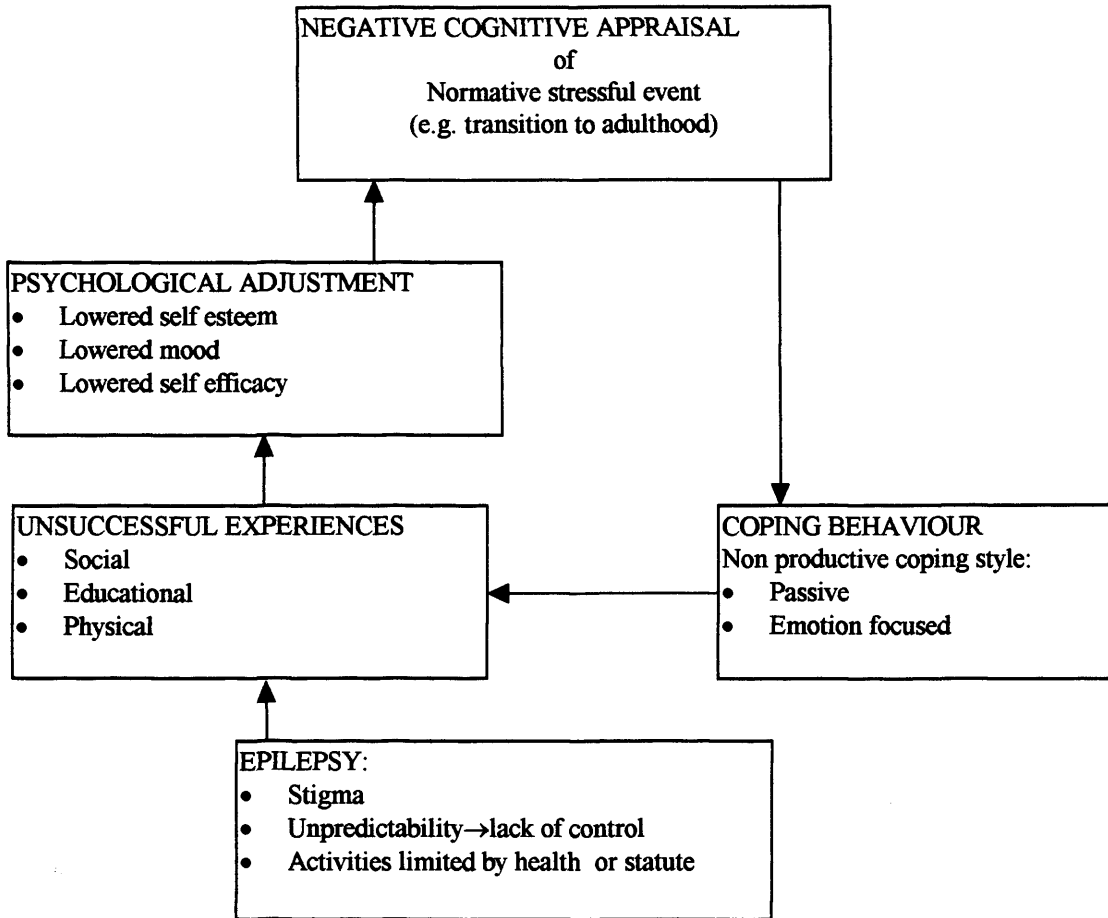 NEGATIVE COGNITIVE APPRAISAL
of
Normative stressful event
(e.g. transition to adulthood)
PSYCHOLOGICAL ADJUSTMENT
• Lowered self esteem
• Lowered mood
• Lowered self efficacy
UNSUCCESSFUL EXPERIENCES
• Social
• Educational
• Physical
COPING BEHAVIOUR
Non productive coping style:
• Passive
• Emotion focused
EPILEPSY:
• Stigma
• Unpredictability→lack of control
• Activities limited by health or statute